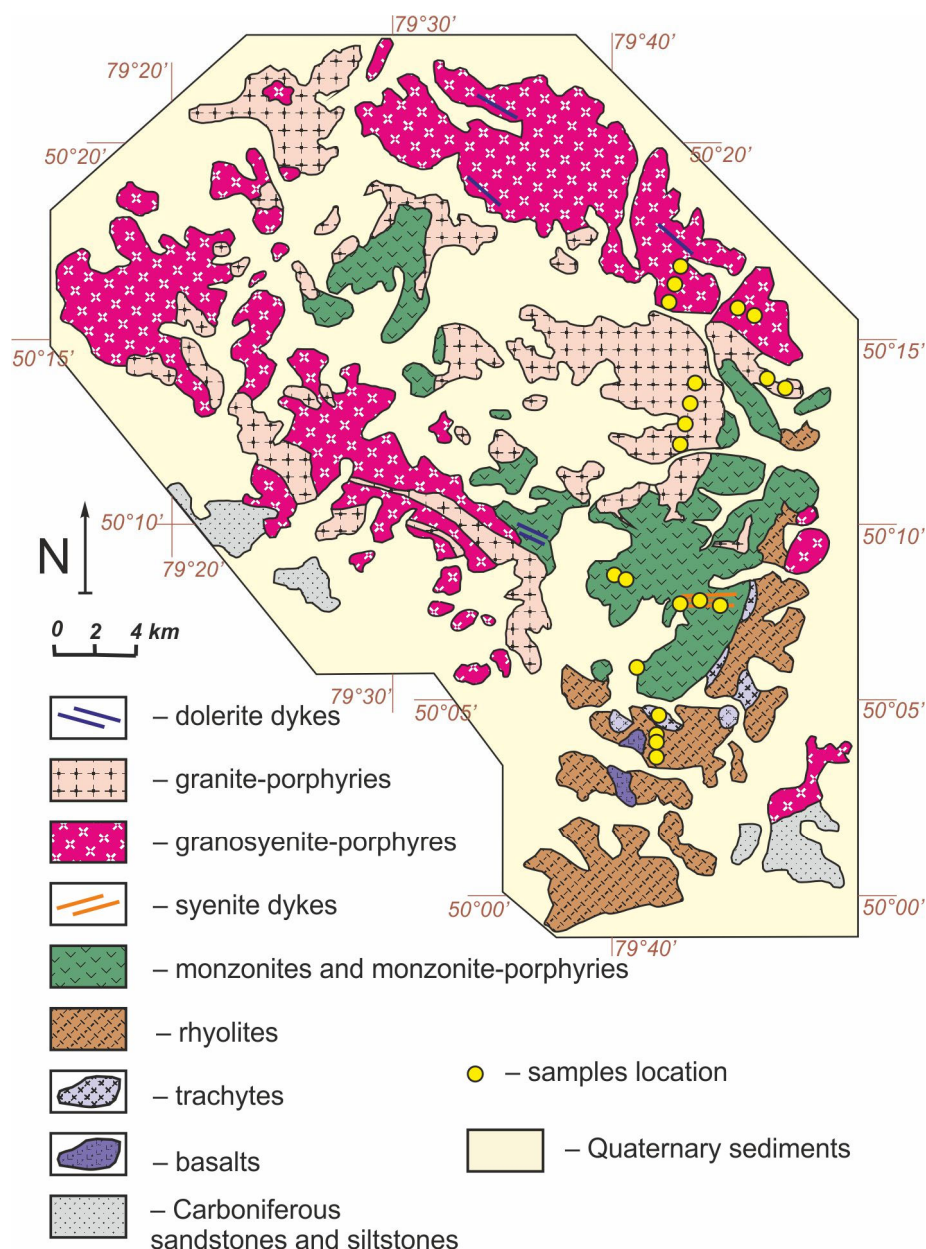 79°30’
79°40’
79°20’
50°20’
50°20’
50°15’
50°15’
50°10’
50°10’
N
79°20’
0 2 4 km
79°30’
50°05’
50°05’
– dolerite dykes
– granite-porphyries
– granosyenite-porphyres
– syenite dykes
50°00’
50°00’
79°40’
– monzonites and monzonite-porphyries
– rhyolites
– samples location
– trachytes
– Quaternary sediments
– basalts
– Carboniferous
sandstones and siltstones